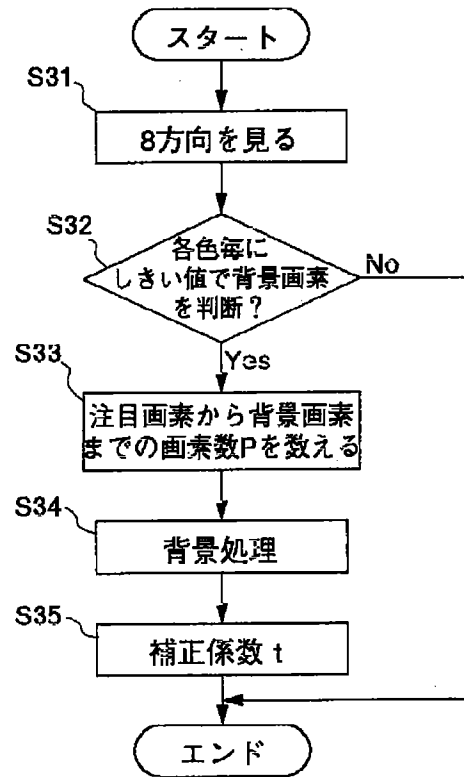 スタート
S31
8方向を見る
S32
各色毎に
しきい値で背景画素
を判断?
No
Yes
S33
注目画素から背景画素
までの画素数Pを数える
S34
背景処理
S35
補正係数 t
エンド